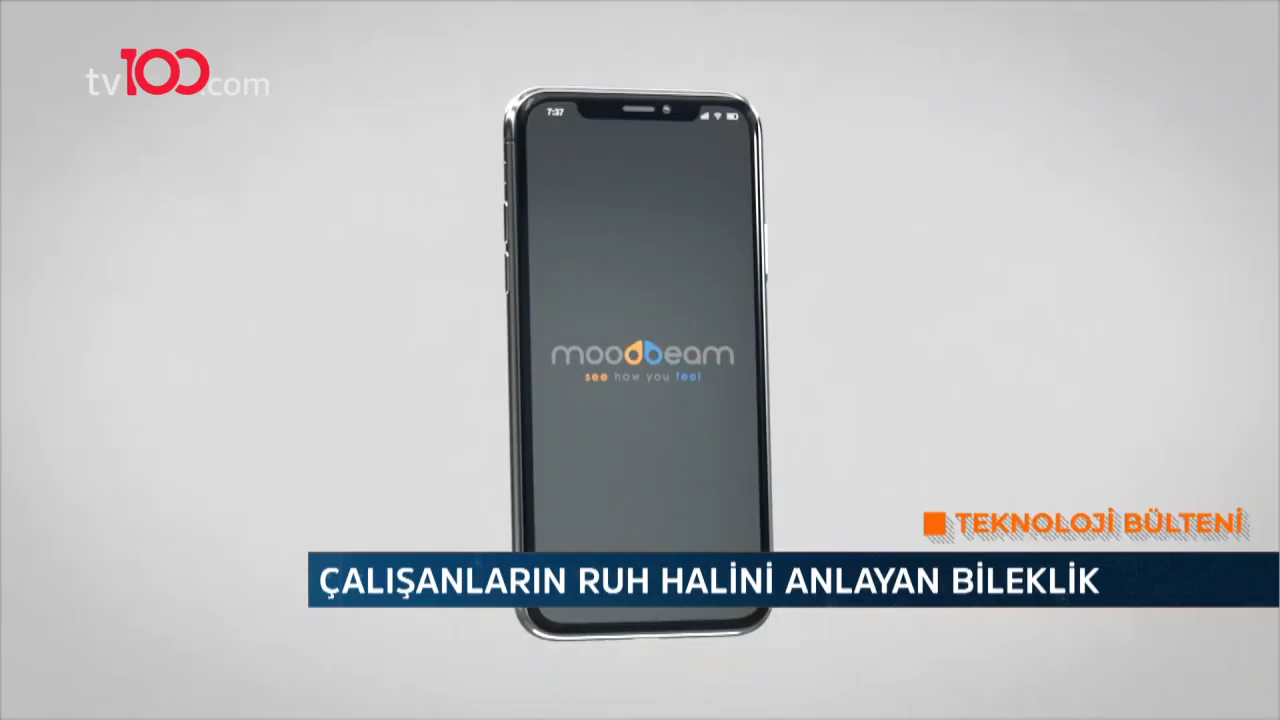 tv100.com
7:37
moodbeam
see how you feel
TEKNOLOJİ BÜLTENİ
ÇALIŞANLARIN RUH HALİNİ ANLAYAN BİLEKLİK